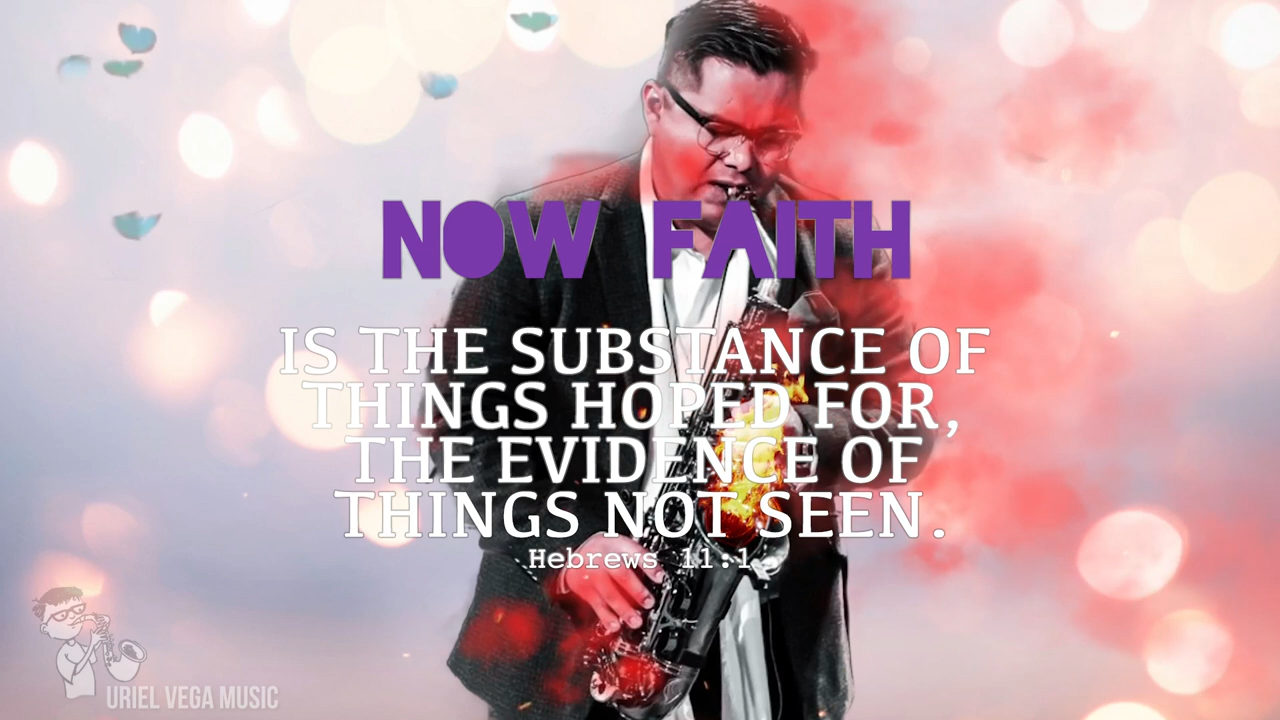 NOW FAITH
IS THE SUBSTANCE OF
THINGS HOPED FOR,
THE EVIDENCE OF
THINGS NOT SEEN.
Hebrews 11:1
URIEL VEGA MUSIC